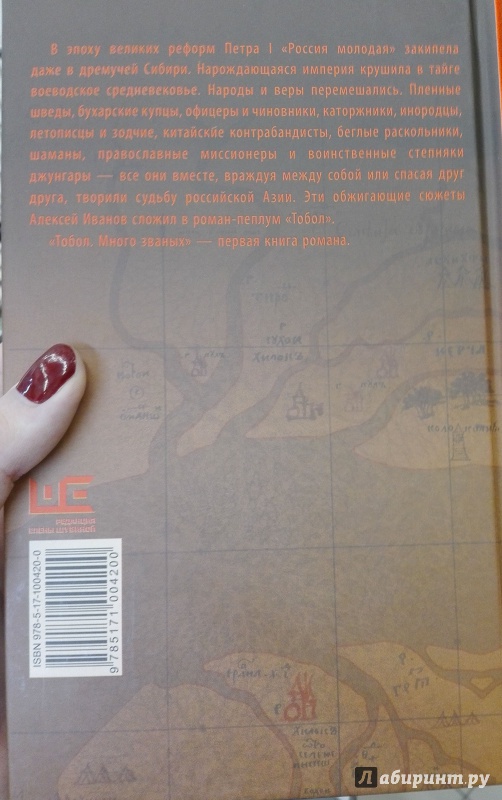 В эпоху великих реформ Петра I «Россия молодая» закипела
даже в дремучей Сибири. Нарождающаяся империя крушила в тайге
воеводское средневековье. Народы и веры перемешались. Пленные
шведы, бухарские купцы, офицеры и чиновники, каторжники, инородцы,
летописцы и зодчие, китайские контрабандисты, беглые раскольники,
шаманы, православные миссионеры и воинственные степняки
джунгары — все они вместе, враждуя между собой или спасая друг
друга, творили судьбу российской Азии. Эти обжигающие сюжеты
Алексей Иванов сложил в роман-пеплум «Тобол».
«Тобол. Много званых» — первая книга романа.
РЕДАКЦИЯ
ЕЛЕНЫ ШУБИНОЙ
ISBN 978-5-17-100420-0
9 785171 004200
Лабиринт.ру